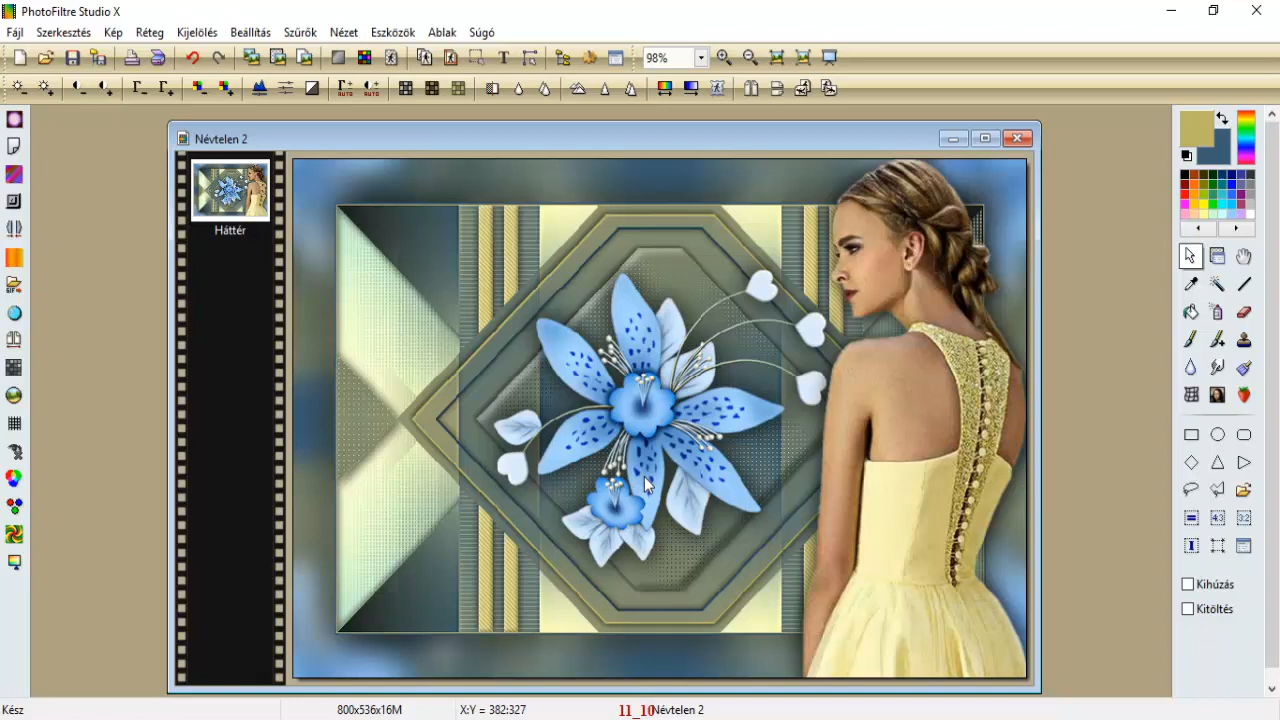 PhotoFiltre Studio X
Fájl Szerkesztés Kép Réteg Kijelölés Beállítás Szűrők Nézet Eszközök Ablak Súgó
98%
Névtelen 2
Háttér
Kihúzás
Kitöltés
Kész 800x536x16M X:Y = 382:327 11_10 Névtelen 2